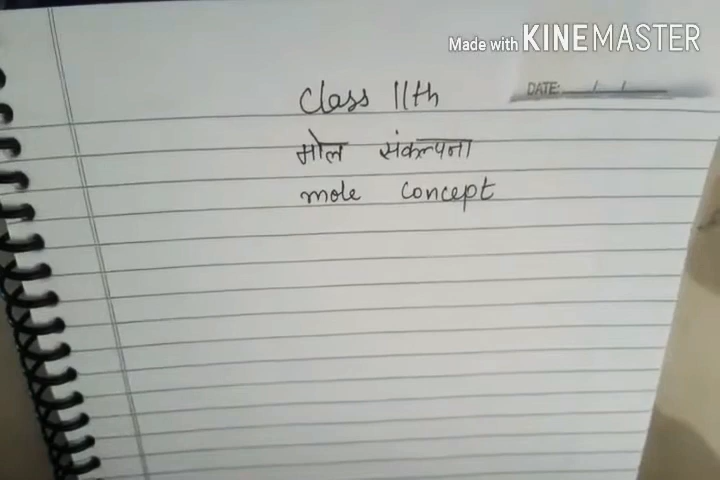 Made with KINEMASTER
DATE: / /
Class 11th
मोल संकल्पना
mole concept